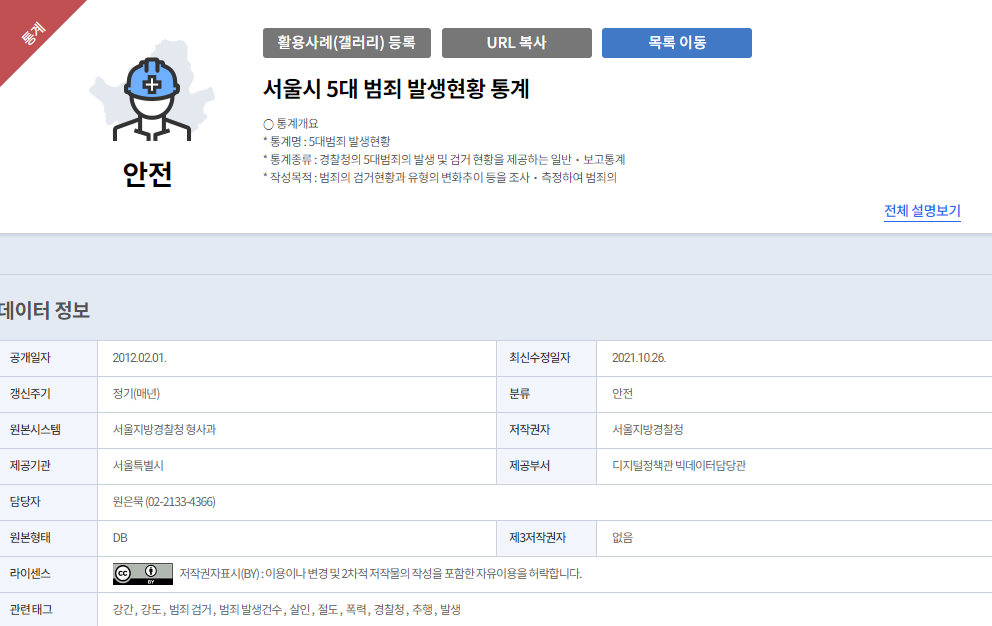 통계
활용사례(갤러리) 등록 URL 복사 목록 이동
서울시 5대 범죄 발생현황 통계
○ 통계개요
* 통계명 : 5대범죄 발생현황
* 통계종류 : 경찰청의 5대범죄의 발생 및 검거 현황을 제공하는 일반・보고통계
* 작성목적 : 범죄의 검거현황과 유형의 변화추이 등을 조사・측정하여 범죄의
안전
전체 설명보기
데이터 정보
공개일자 2012.02.01. 최신수정일자 2021.10.26.
갱신주기 정기(매년) 분류 안전
원본시스템 서울지방경찰청 형사과 저작권자 서울지방경찰청
제공기관 서울특별시 제공부서 디지털정책관 빅데이터담당관
담당자 원은묵 (02-2133-4366)
원본형태 DB 제3저작권자 없음
라이센스 cc BY 저작권자표시(BY) : 이용이나 변경 및 2차적 저작물의 작성을 포함한 자유이용을 허락합니다.
관련 태그 강간 , 강도 , 범죄 검거 , 범죄 발생건수 , 살인 , 절도 , 폭력 , 경찰청 , 추행 , 발생